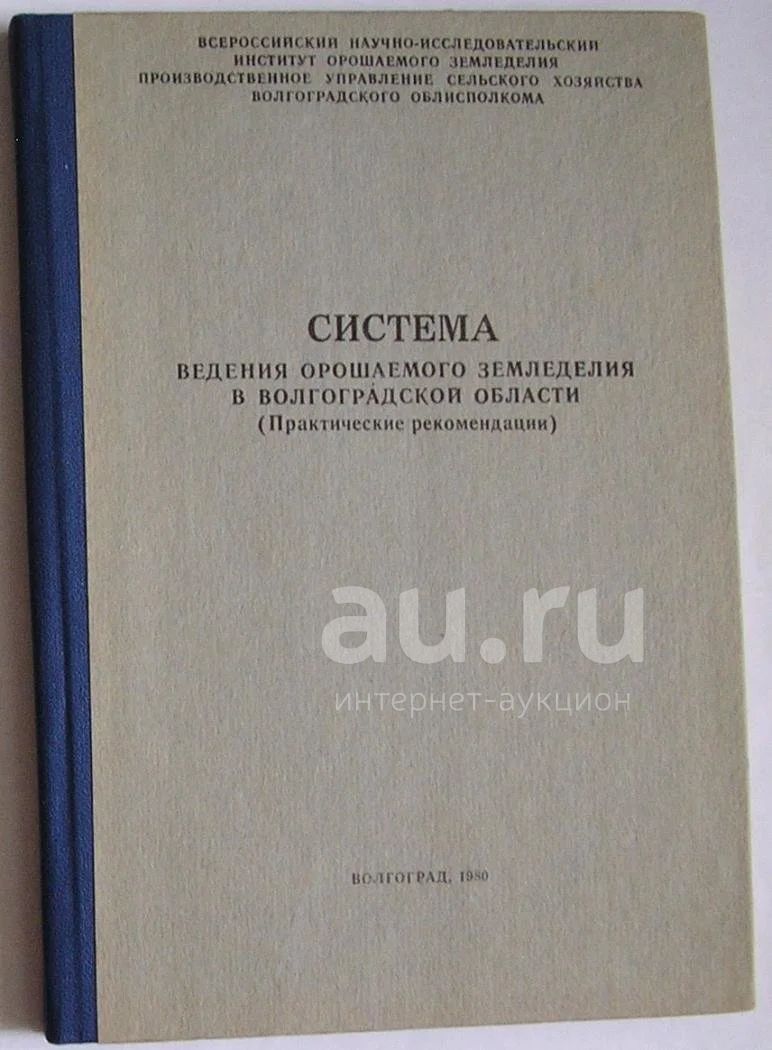 ВСЕРОССИЙСКИЙ НАУЧНО-ИССЛЕДОВАТЕЛЬСКИЙ
ИНСТИТУТ ОРОШАЕМОГО ЗЕМЛЕДЕЛИЯ
ПРОИЗВОДСТВЕННОЕ УПРАВЛЕНИЕ СЕЛЬСКОГО ХОЗЯЙСТВА
ВОЛГОГРАДСКОГО ОБЛИСПОЛКОМА
СИСТЕМА
ВЕДЕНИЯ ОРОШАЕМОГО ЗЕМЛЕДЕЛИЯ
В ВОЛГОГРАДСКОЙ ОБЛАСТИ
(Практические рекомендации)
au.ru
интернет-аукцион
ВОЛГОГРАД, 1980